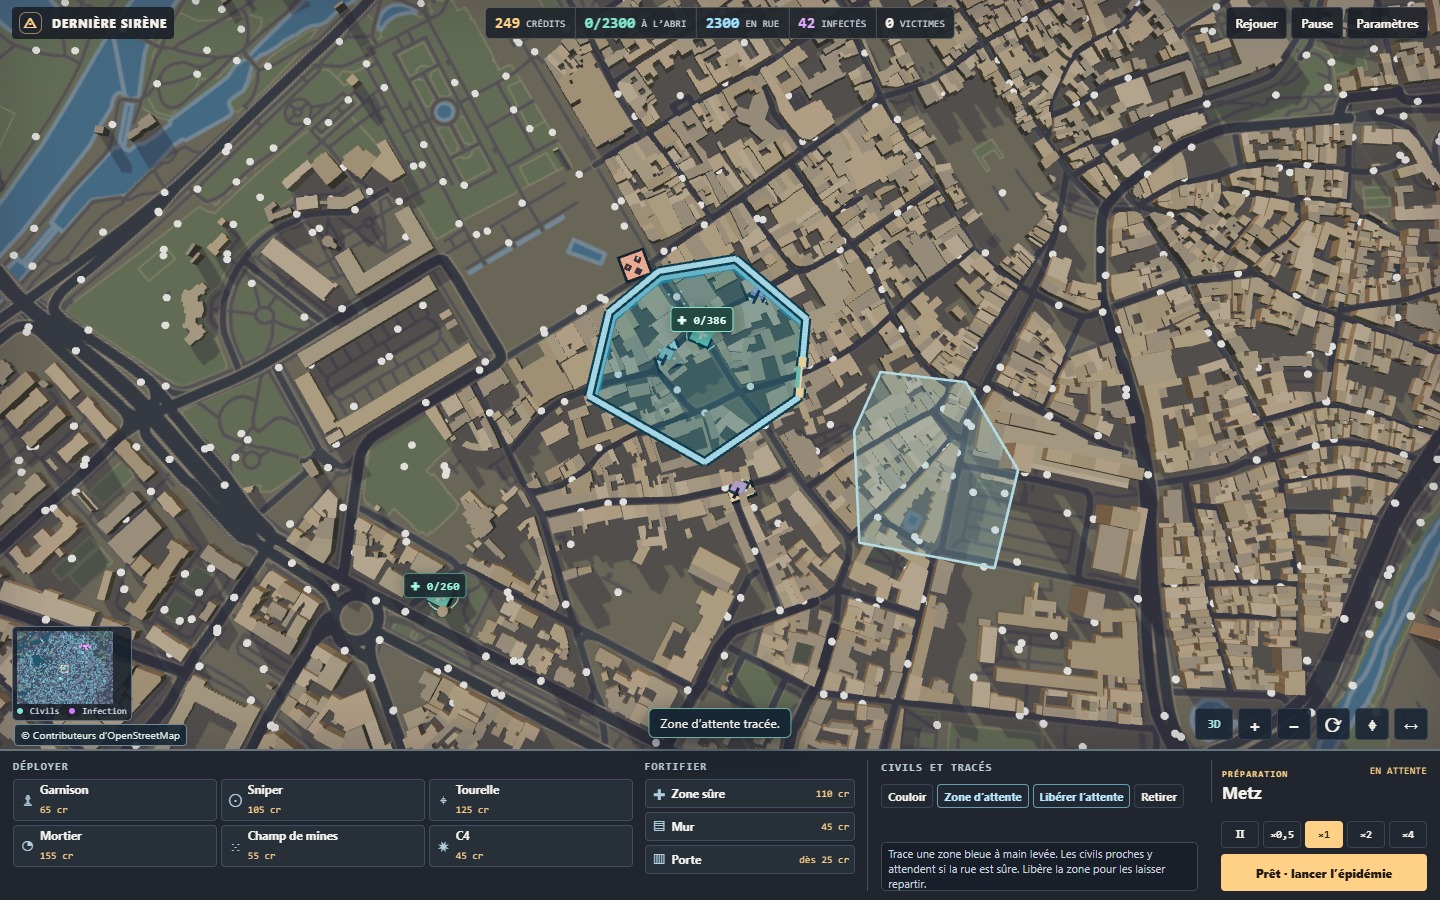 DERNIÈRE SIRÈNE
249 CRÉDITS
0/2300 À L'ABRI
2300 EN RUE
42 INFECTÉS
0 VICTIMES
Rejouer
Pause
Paramètres
0/386
0/260
Civils
Infection
© Contributeurs d'OpenStreetMap
Zone d'attente tracée.
3D
+
−
DÉPLOYER
Garnison
65 cr
Sniper
105 cr
Tourelle
125 cr
Mortier
155 cr
Champ de mines
55 cr
C4
45 cr
FORTIFIER
Zone sûre 110 cr
Mur 45 cr
Porte dès 25 cr
CIVILS ET TRACÉS
Couloir
Zone d'attente
Libérer l'attente
Retirer
Trace une zone bleue à main levée. Les civils proches y
attendent si la rue est sûre. Libère la zone pour les laisser
repartir.
PRÉPARATION
EN ATTENTE
Metz
×0,5
×1
×2
×4
Prêt · lancer l'épidémie